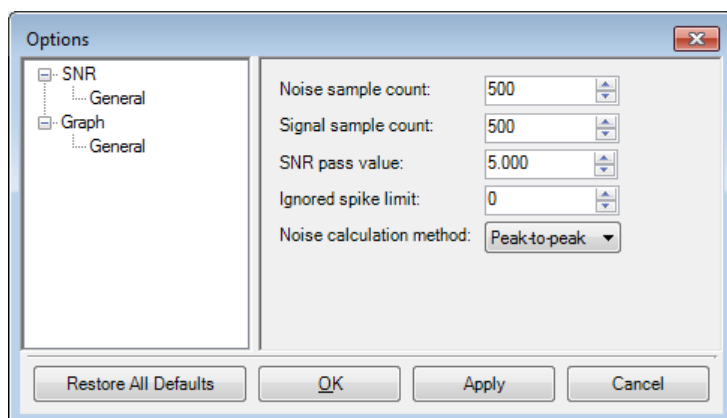 Options
SNR
General
Graph
General
Noise sample count: 500
Signal sample count: 500
SNR pass value: 5.000
Ignored spike limit: 0
Noise calculation method: Peak-to-peak
Restore All Defaults OK Apply Cancel